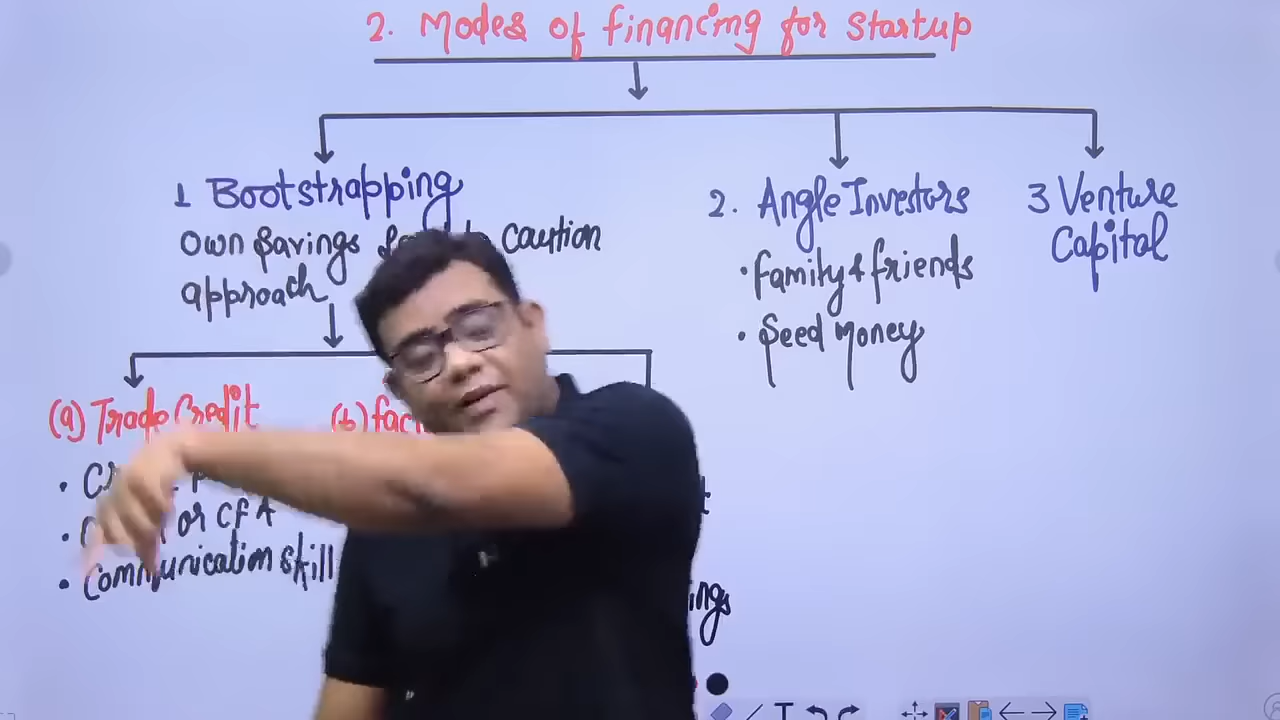 2. Modes of financing for startup
1 Bootstrapping
own savings caution
approach
2. Angle Investors
• family & friends
• Seed money
3 Venture
Capital
(a) Trade Credit
(b)
•
• or CFA
• Communication skill